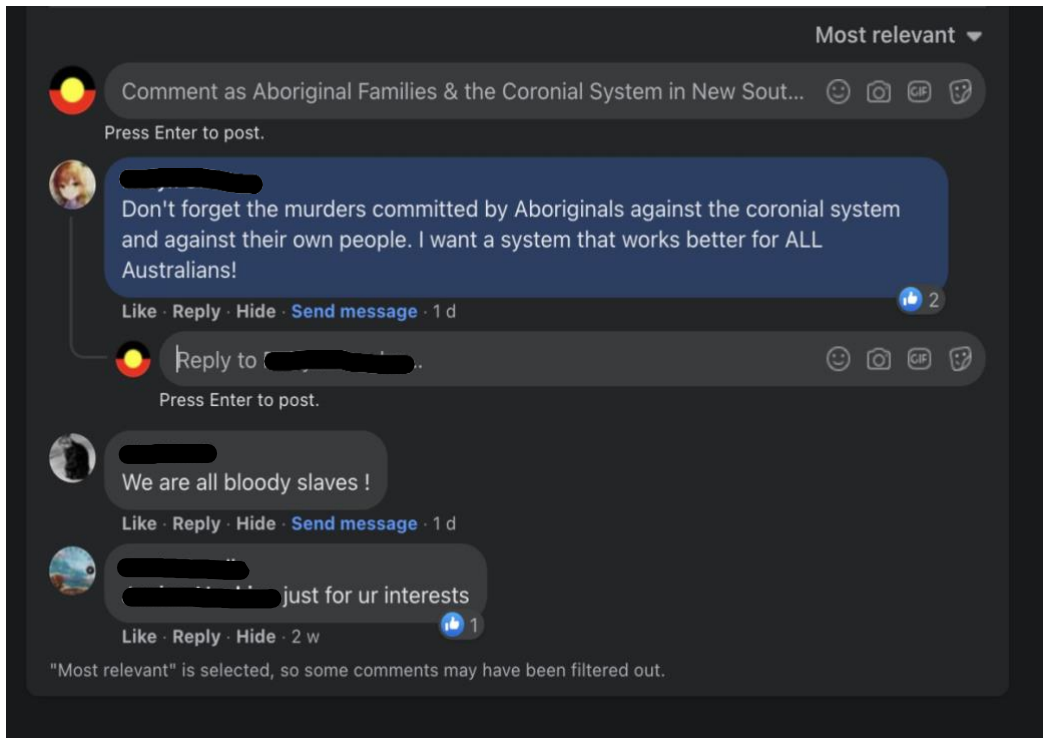 Most relevant
Comment as Aboriginal Families & the Coronial System in New Sout...
GIF
Press Enter to post.
Don't forget the murders committed by Aboriginals against the coronial system
and against their own people. I want a system that works better for ALL
Australians!
2
Like · Reply · Hide · Send message · 1 d
Reply to ..
GIF
Press Enter to post.
We are all bloody slaves !
Like · Reply · Hide · Send message · 1 d
just for ur interests
1
Like · Reply · Hide · 2 w
"Most relevant" is selected, so some comments may have been filtered out.